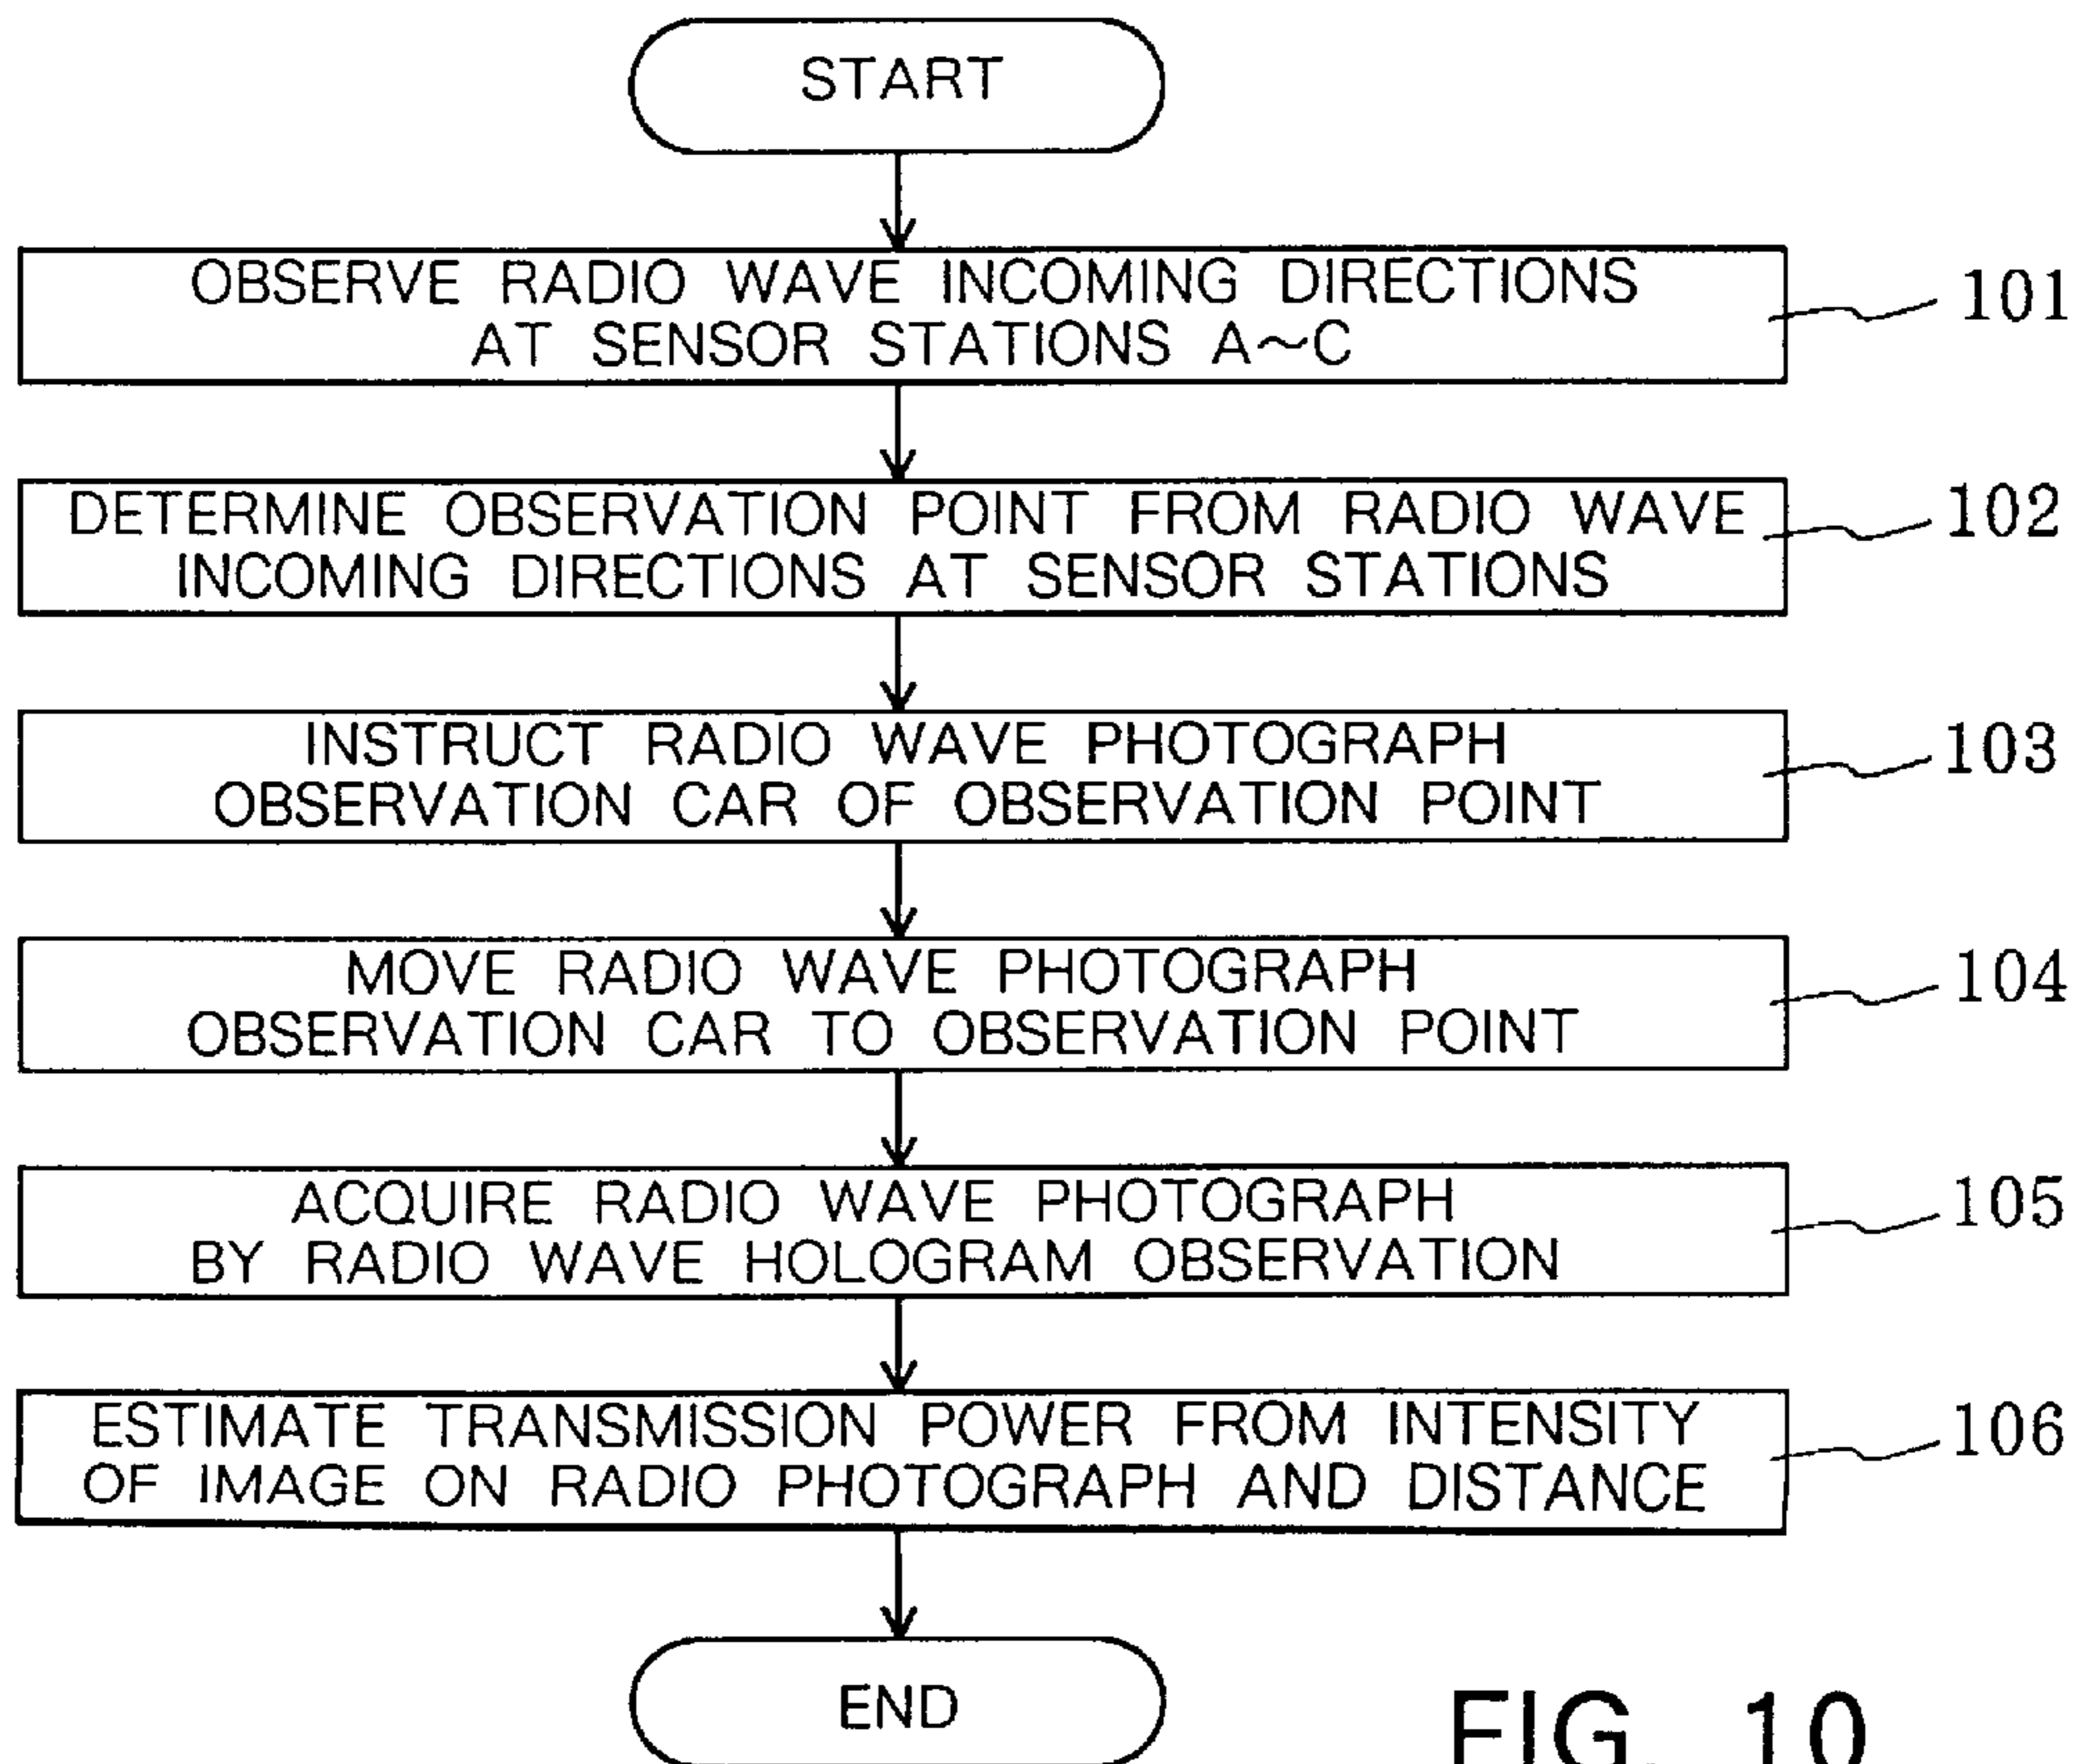 START
OBSERVE RADIO WAVE INCOMING DIRECTIONS
AT SENSOR STATIONS A~C
101
DETERMINE OBSERVATION POINT FROM RADIO WAVE
INCOMING DIRECTIONS AT SENSOR STATIONS
102
INSTRUCT RADIO WAVE PHOTOGRAPH
OBSERVATION CAR OF OBSERVATION POINT
103
MOVE RADIO WAVE PHOTOGRAPH
OBSERVATION CAR TO OBSERVATION POINT
104
ACQUIRE RADIO WAVE PHOTOGRAPH
BY RADIO WAVE HOLOGRAM OBSERVATION
105
ESTIMATE TRANSMISSION POWER FROM INTENSITY
OF IMAGE ON RADIO PHOTOGRAPH AND DISTANCE
106
END
FIG. 10